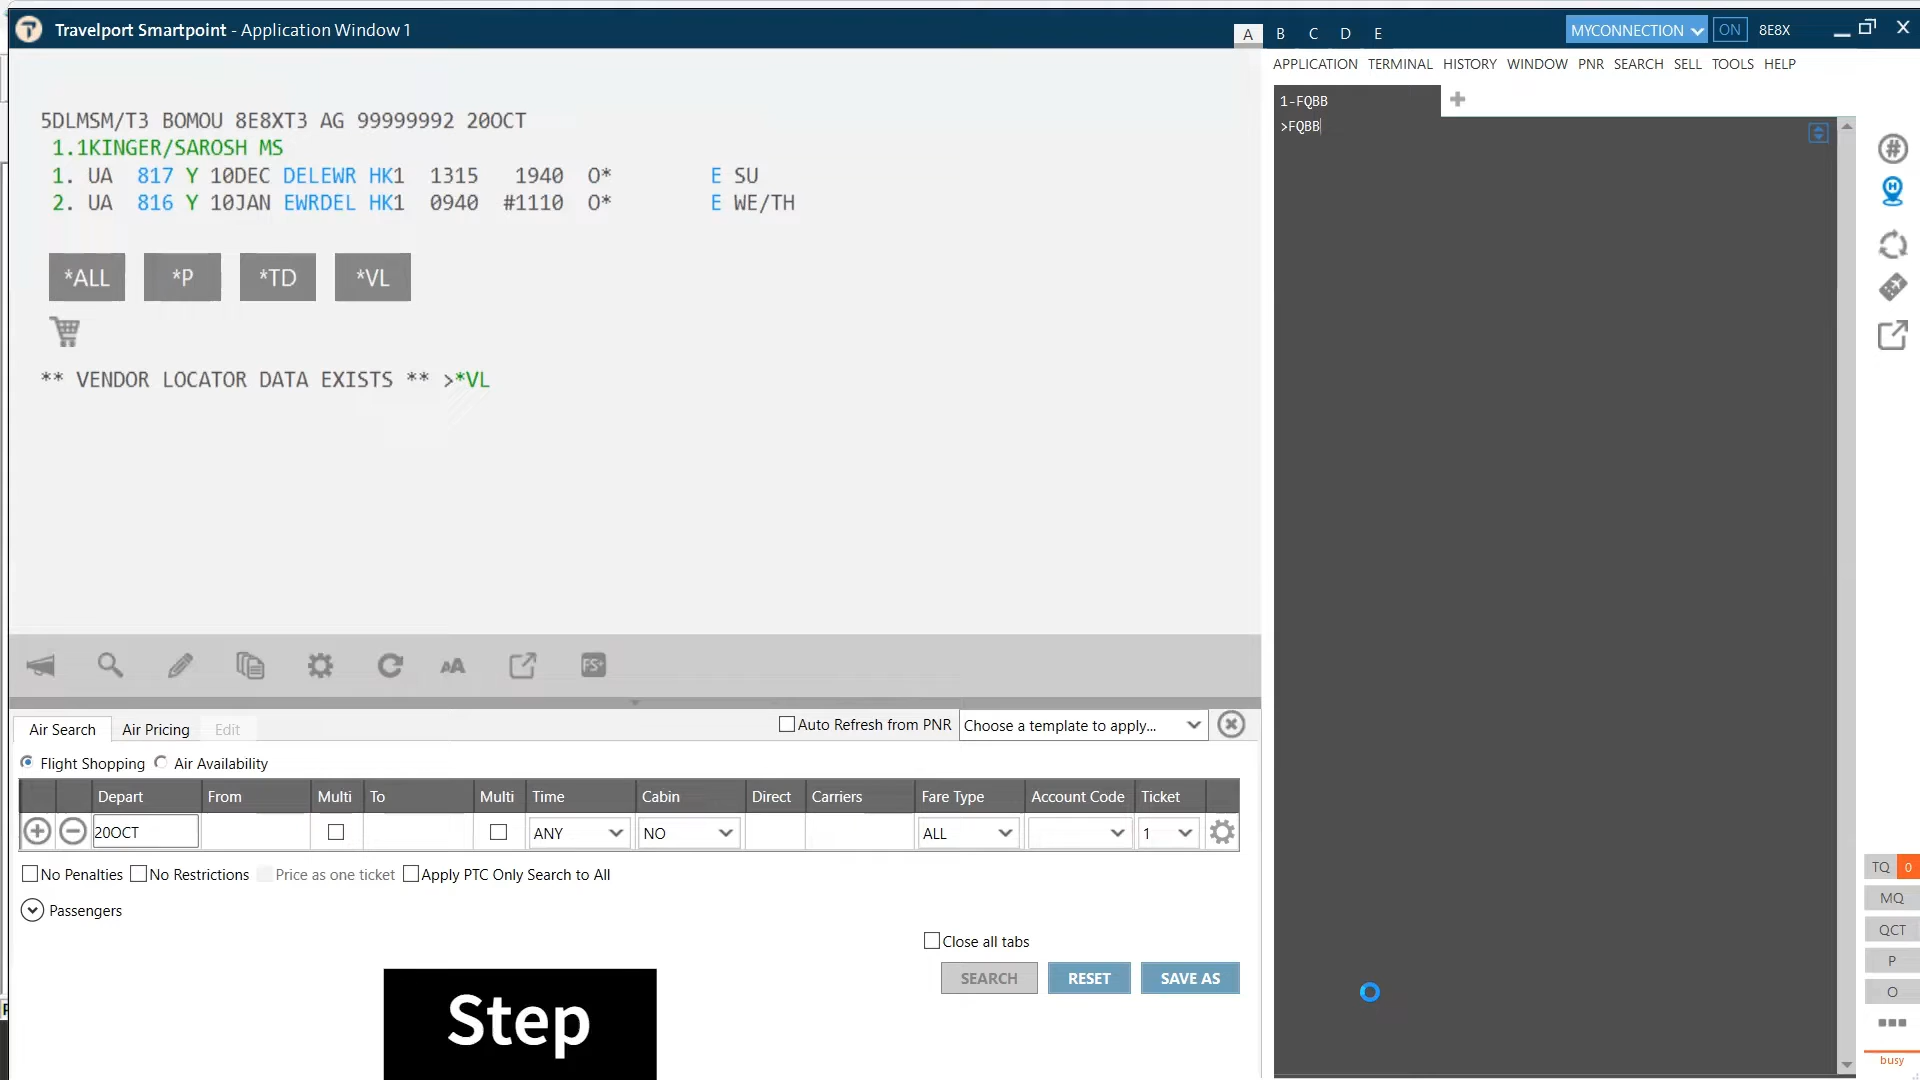 Travelport Smartpoint - Application Window 1
A B C D E
MYCONNECTION ON 8E8X
APPLICATION TERMINAL HISTORY WINDOW PNR SEARCH SELL TOOLS HELP
5DLMSM/T3 BOMOU 8E8XT3 AG 99999992 20OCT
1.1KINGER/SAROSH MS
1. UA 817 Y 10DEC DELEWR HK1 1315 1940 O* E SU
2. UA 816 Y 10JAN EWRDEL HK1 0940 #1110 O* E WE/TH
*ALL *P *TD *VL
** VENDOR LOCATOR DATA EXISTS ** >*VL
1-FQBB
>FQBB
AA FS+
Air Search Air Pricing Edit
Auto Refresh from PNR Choose a template to apply...
Flight Shopping Air Availability
Depart From Multi To Multi Time Cabin Direct Carriers Fare Type Account Code Ticket
20OCT ANY NO ALL 1
No Penalties No Restrictions Price as one ticket Apply PTC Only Search to All
Passengers
Close all tabs
SEARCH RESET SAVE AS
Step
#
H
TQ 0
MQ
QCT
P
O
busy